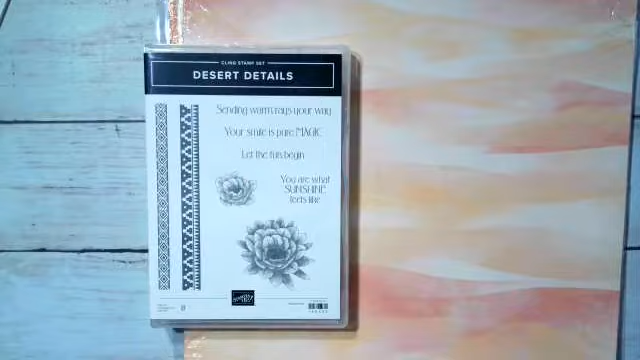 CLING STAMP SET
DESERT DETAILS
Sending warm rays your way
Your smile is pure MAGIC
Let the fun begin
You are what
SUNSHINE
feels like
8